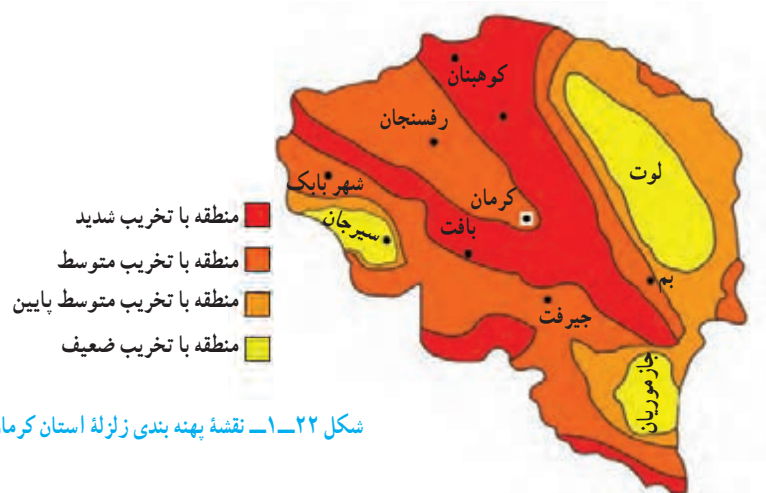 کوهبنان
رفسنجان
لوت
شهر بابک
کرمان
سیرجان
بافت
بم
جیرفت
جازموریان
منطقه با تخریب شدید
منطقه با تخریب متوسط
منطقه با تخریب متوسط پایین
منطقه با تخریب ضعیف
شکل ۲۲ــ۱ــ نقشهٔ پهنه بندی زلزلهٔ استان کرما